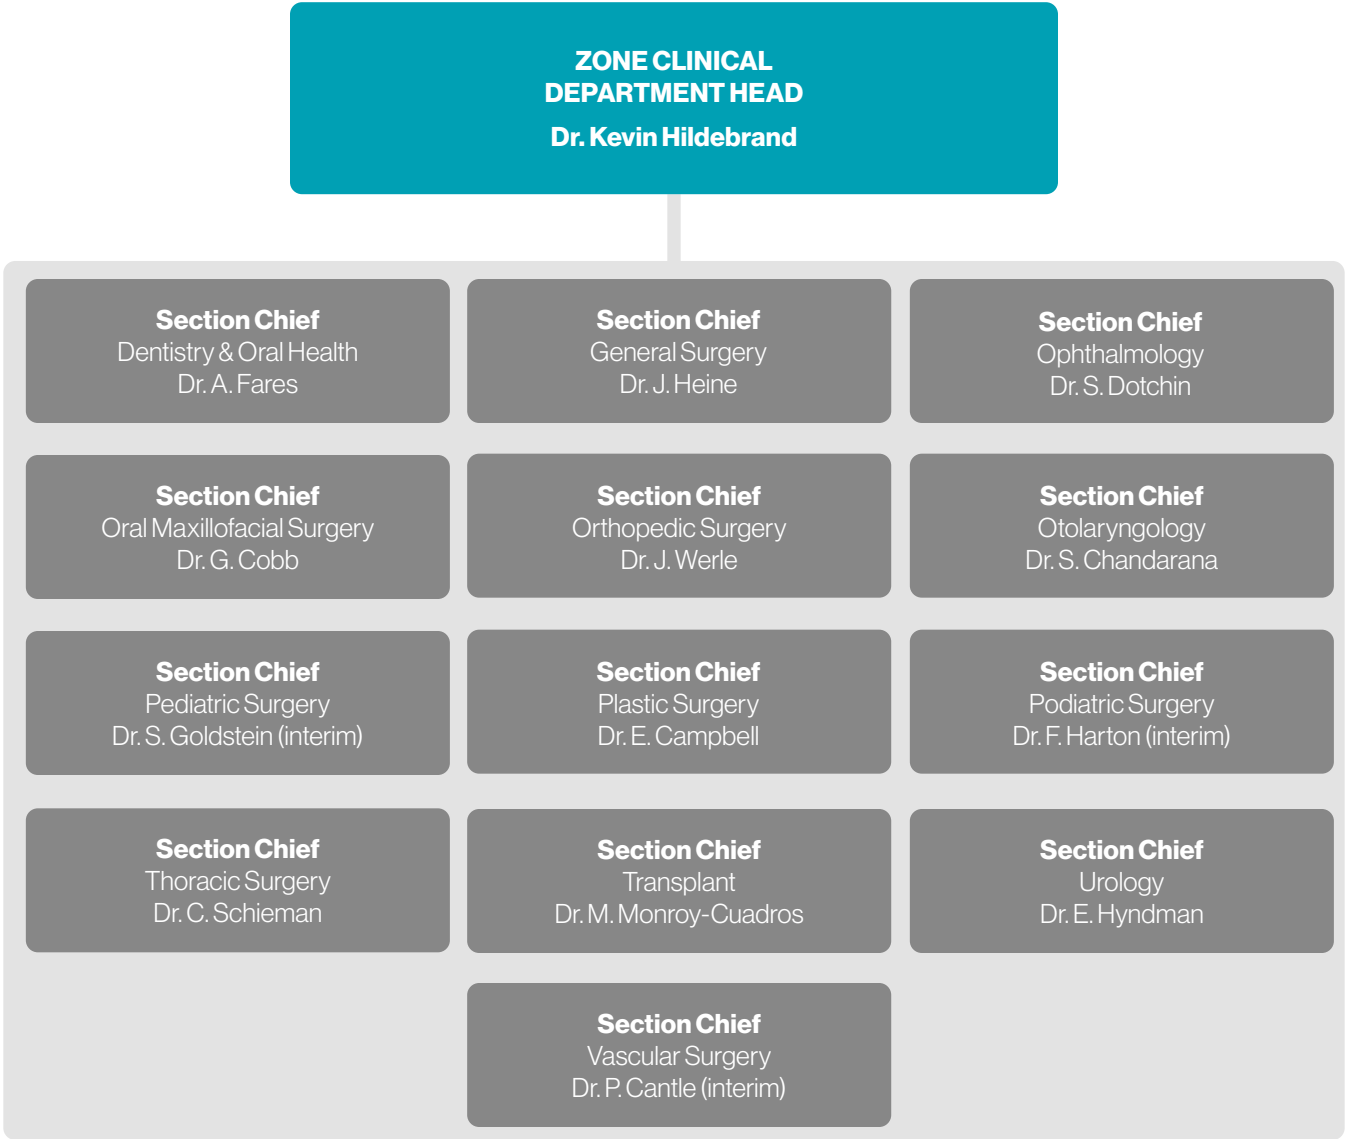 ZONE CLINICAL
DEPARTMENT HEAD
Dr. Kevin Hildebrand
Section Chief
Dentistry & Oral Health
Dr. A. Fares
Section Chief
General Surgery
Dr. J. Heine
Section Chief
Ophthalmology
Dr. S. Dotchin
Section Chief
Oral Maxillofacial Surgery
Dr. G. Cobb
Section Chief
Orthopedic Surgery
Dr. J. Werle
Section Chief
Otolaryngology
Dr. S. Chandarana
Section Chief
Pediatric Surgery
Dr. S. Goldstein (interim)
Section Chief
Plastic Surgery
Dr. E. Campbell
Section Chief
Podiatric Surgery
Dr. F. Harton (interim)
Section Chief
Thoracic Surgery
Dr. C. Schieman
Section Chief
Transplant
Dr. M. Monroy-Cuadros
Section Chief
Urology
Dr. E. Hyndman
Section Chief
Vascular Surgery
Dr. P. Cantle (interim)